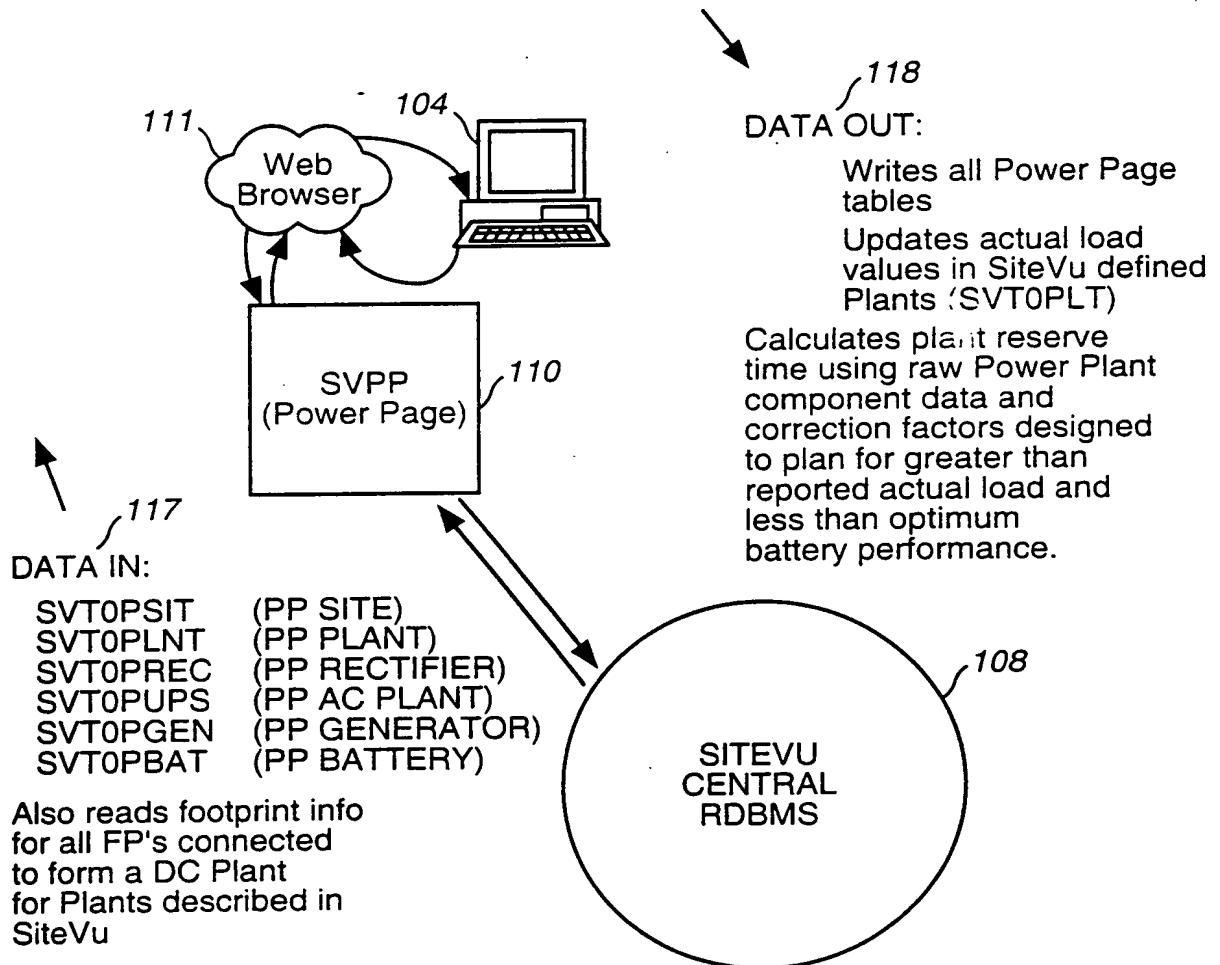 111
Web
Browser
104
SVPP
(Power Page)
110
118
DATA OUT:
Writes all Power Page
tables
Updates actual load
values in SiteVu defined
Plants (SVT0PLT)
Calculates plant reserve
time using raw Power Plant
component data and
correction factors designed
to plan for greater than
reported actual load and
less than optimum
battery performance.
117
DATA IN:
SVT0PSIT (PP SITE)
SVT0PLNT (PP PLANT)
SVT0PREC (PP RECTIFIER)
SVT0PUPS (PP AC PLANT)
SVT0PGEN (PP GENERATOR)
SVT0PBAT (PP BATTERY)
Also reads footprint info
for all FP's connected
to form a DC Plant
for Plants described in
SiteVu
108
SITEVU
CENTRAL
RDBMS